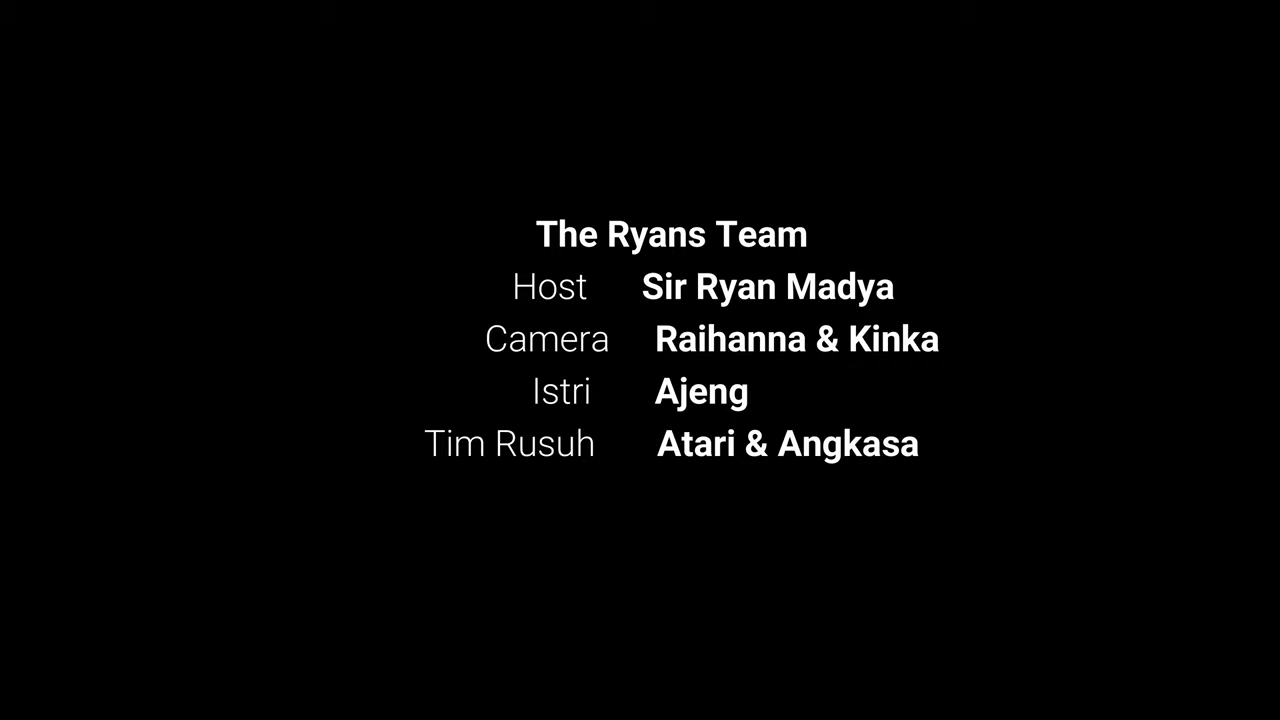 The Ryans Team
Host Sir Ryan Madya
Camera Raihanna & Kinka
Istri Ajeng
Tim Rusuh Atari & Angkasa